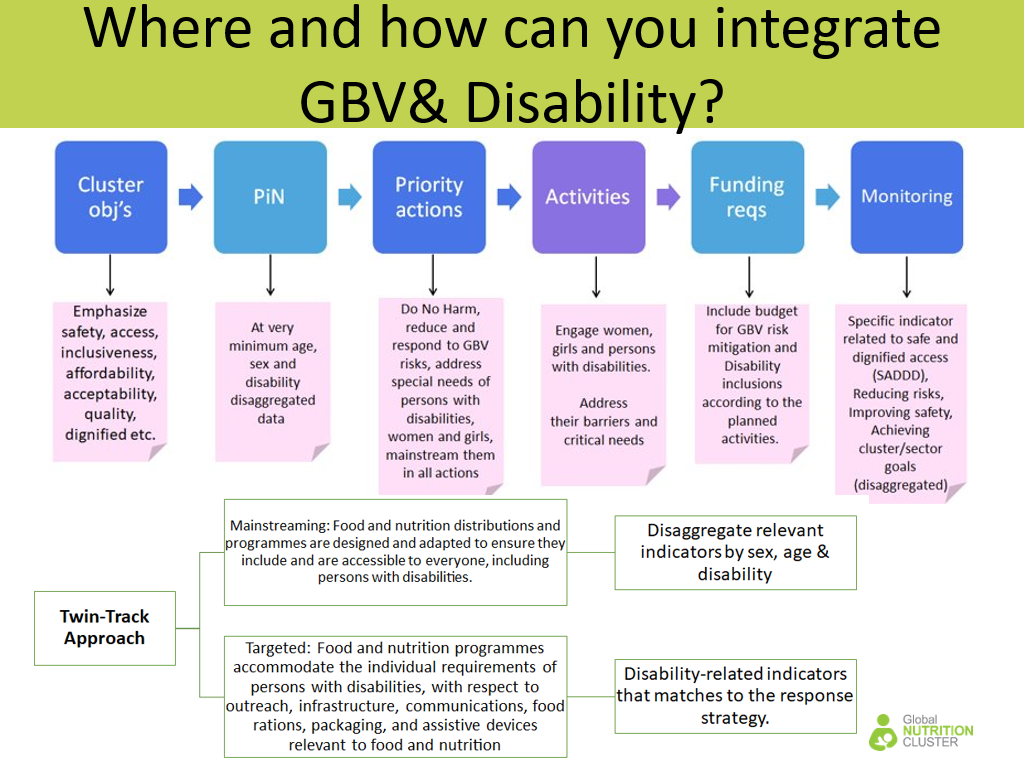 Where and how can you integrate
GBV& Disability?
Cluster
obj's
PiN
Priority
actions
Activities
Funding
reqs
Monitoring
Emphasize
safety, access,
inclusiveness,
affordability,
acceptability,
quality,
dignified etc.
At very
minimum age,
sex and
disability
disaggregated
data
Do No Harm,
reduce and
respond to GBV
risks, address
special needs of
persons with
disabilities,
women and girls,
mainstream them
in all actions
Engage women,
girls and persons
with disabilities.
Address
their barriers and
critical needs
Include budget
for GBV risk
mitigation and
Disability
inclusions
according to the
planned
activities.
Specific indicator
related to safe and
dignified access
(SADDD),
Reducing risks,
Improving safety,
Achieving
cluster/sector
goals
(disaggregated)
Twin-Track
Approach
Mainstreaming: Food and nutrition distributions and
programmes are designed and adapted to ensure they
include and are accessible to everyone, including
persons with disabilities.
Disaggregate relevant
indicators by sex, age &
disability
Targeted: Food and nutrition programmes
accommodate the individual requirements of
persons with disabilities, with respect to
outreach, infrastructure, communications, food
rations, packaging, and assistive devices
relevant to food and nutrition
Disability-related indicators
that matches to the response
strategy.
Global
NUTRITION
CLUSTER